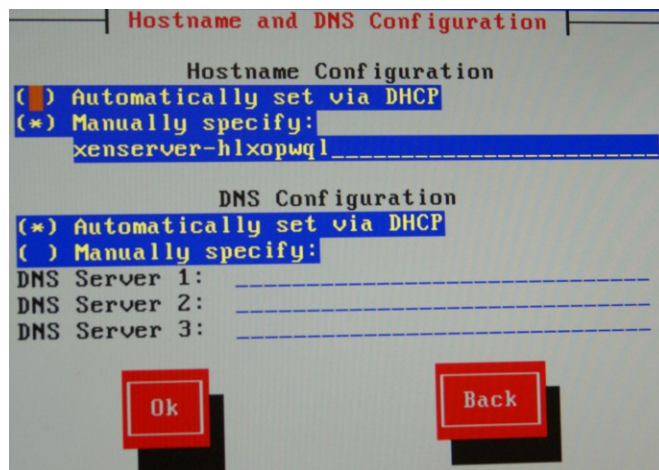 Hostname and DNS Configuration
Hostname Configuration
( ) Automatically set via DHCP
(*) Manually specify:
xenserver-hlxopwql
DNS Configuration
(*) Automatically set via DHCP
( ) Manually specify:
DNS Server 1:
DNS Server 2:
DNS Server 3:
Ok
Back